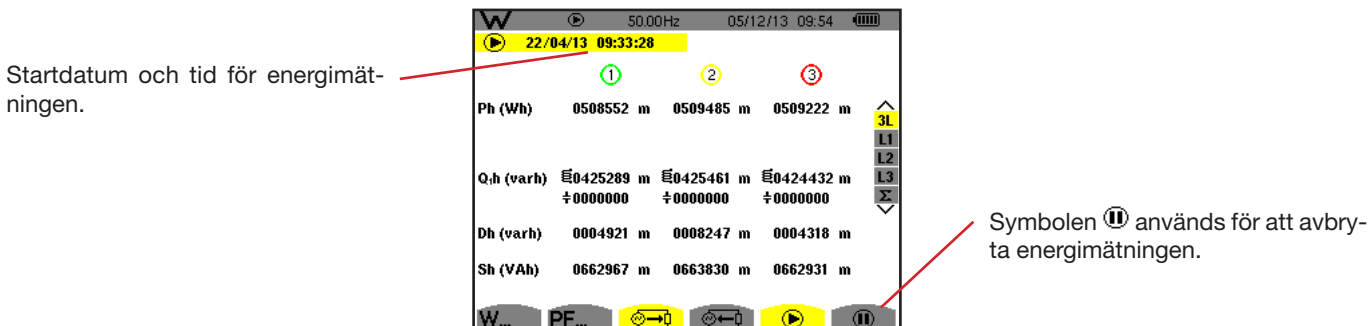 W 50.00Hz 05/12/13 09:54
22/04/13 09:33:28
Startdatum och tid för energimät-
ningen.
1 2 3
Ph (Wh) 0508552 m 0509485 m 0509222 m
3L
L1
L2
L3
Σ
Q₁h (varh) 0425289 m 0425461 m 0424432 m
0000000 0000000 0000000
Dh (varh) 0004921 m 0008247 m 0004318 m
Sh (VAh) 0662967 m 0663830 m 0662931 m
W... PF...
Symbolen används för att avbry-
ta energimätningen.